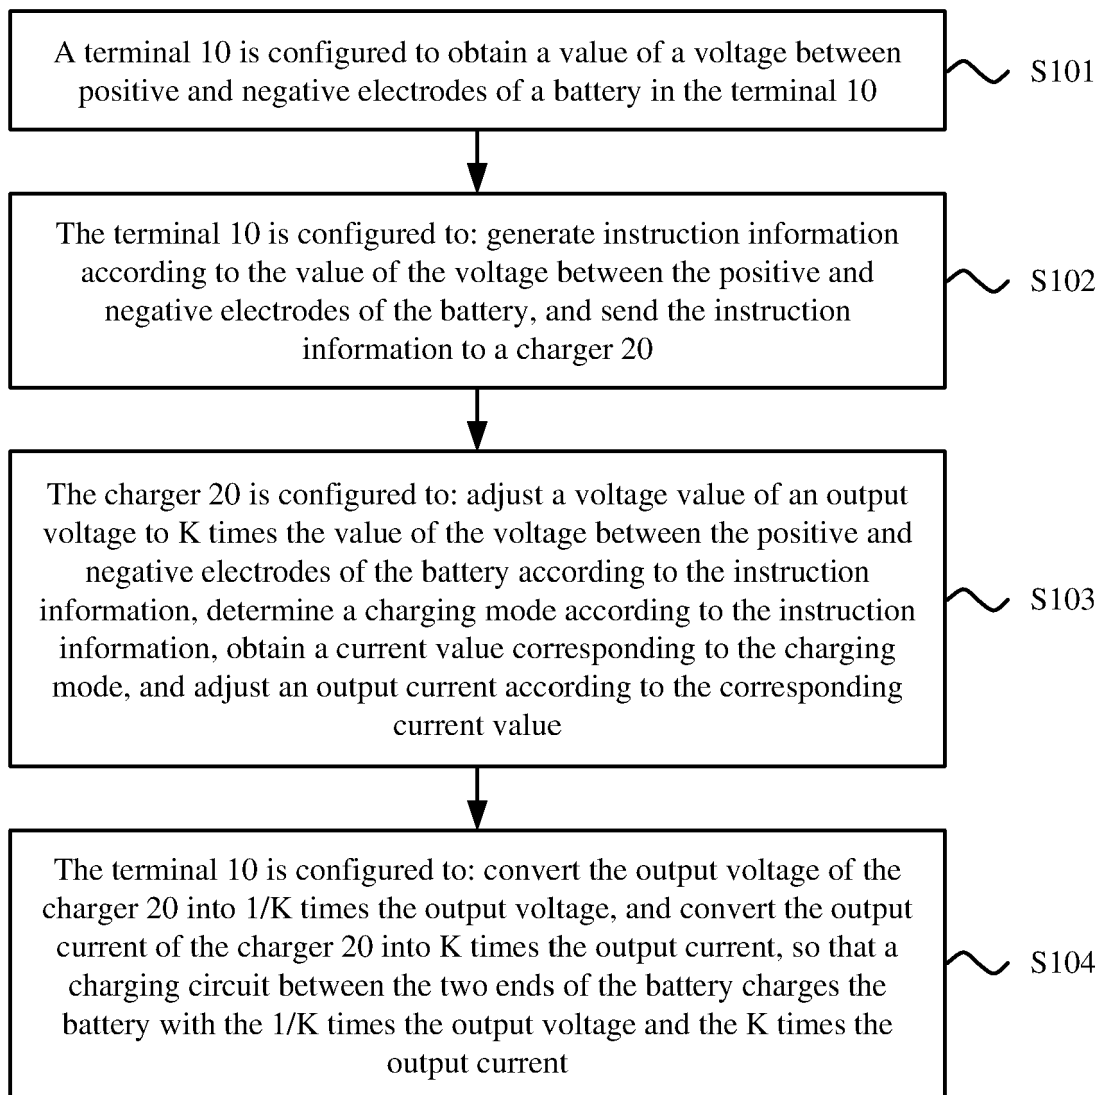 A terminal 10 is configured to obtain a value of a voltage between
positive and negative electrodes of a battery in the terminal 10
S101
The terminal 10 is configured to: generate instruction information
according to the value of the voltage between the positive and
negative electrodes of the battery, and send the instruction
information to a charger 20
S102
The charger 20 is configured to: adjust a voltage value of an output
voltage to K times the value of the voltage between the positive and
negative electrodes of the battery according to the instruction
information, determine a charging mode according to the instruction
information, obtain a current value corresponding to the charging
mode, and adjust an output current according to the corresponding
current value
S103
The terminal 10 is configured to: convert the output voltage of the
charger 20 into 1/K times the output voltage, and convert the output
current of the charger 20 into K times the output current, so that a
charging circuit between the two ends of the battery charges the
battery with the 1/K times the output voltage and the K times the
output current
S104